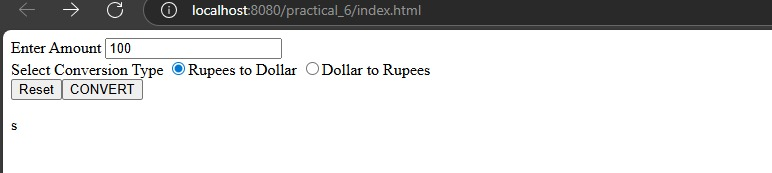 localhost:8080/practical_6/index.html
Enter Amount 100
Select Conversion Type Rupees to Dollar Dollar to Rupees
Reset CONVERT
s